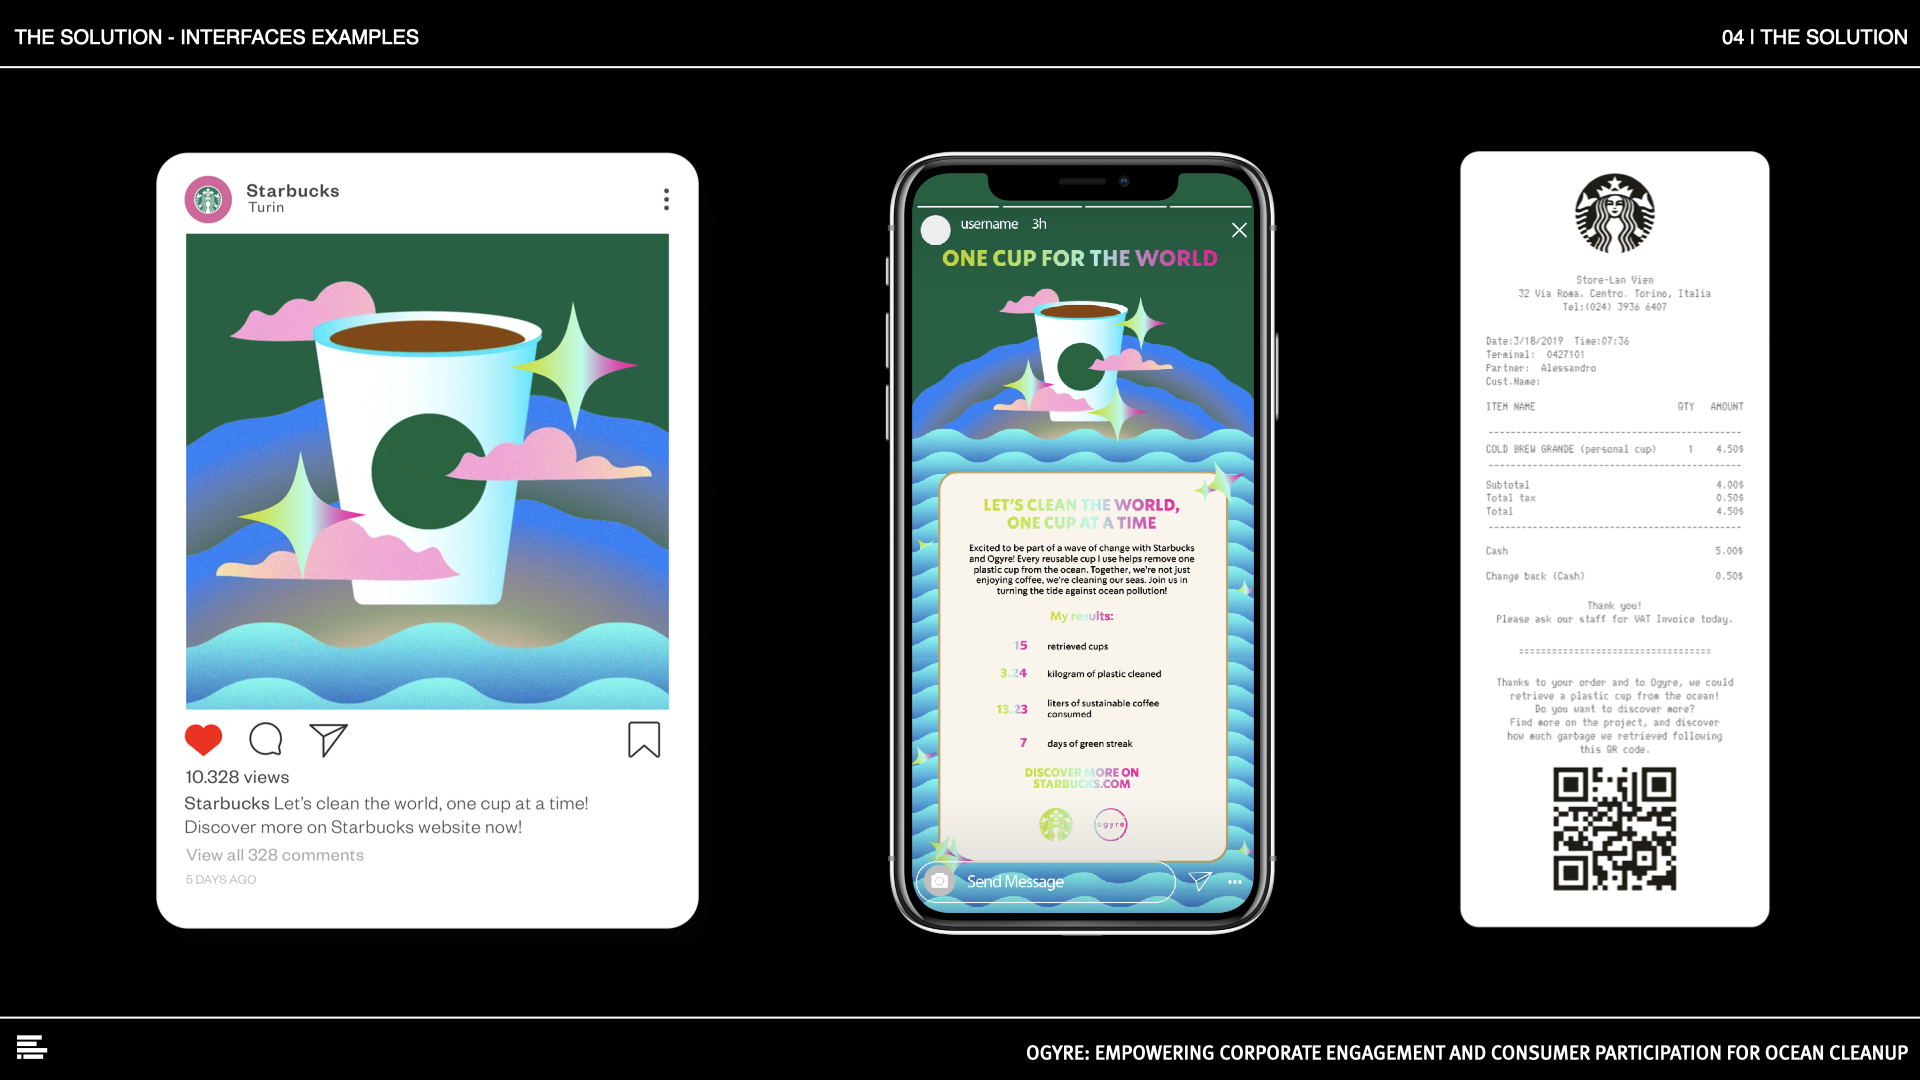 THE SOLUTION - INTERFACES EXAMPLES
04 | THE SOLUTION
Starbucks
Turin
10.328 views
Starbucks Let's clean the world, one cup at a time!
Discover more on Starbucks website now!
View all 328 comments
5 DAYS AGO
username 3h
ONE CUP FOR THE WORLD
LET'S CLEAN THE WORLD,
ONE CUP AT A TIME
Excited to be part of a wave of change with Starbucks
and Ogyre! Every reusable cup I use helps remove one
plastic cup from the ocean. Together, we're not just
enjoying coffee, we're cleaning our seas. Join us in
turning the tide against ocean pollution!
My results:
15 retrieved cups
3.24 kilogram of plastic cleaned
13.23 liters of sustainable coffee
consumed
7 days of green streak
DISCOVER MORE ON
STARBUCKS.COM
ogyre
Send Message
Store-Lan Vien
32 Via Roma. Centro. Torino, Italia
Tel:(024) 3936 6407
Date:3/18/2019 Time:07:36
Terminal: 0427101
Partner: Alessandro
Cust.Name:
ITEM NAME QTY AMOUNT
COLD BREW GRANDE (personal cup) 1 4.50$
Subtotal 4.00$
Total tax 0.50$
Total 4.50$
Cash 5.00$
Change back (Cash) 0.50$
Thank you!
Please ask our staff for VAT Invoice today.
Thanks to your order and to Ogyre, we could
retrieve a plastic cup from the ocean!
Do you want to discover more?
Find more on the project, and discover
how much garbage we retrieved following
this QR code.
OGYRE: EMPOWERING CORPORATE ENGAGEMENT AND CONSUMER PARTICIPATION FOR OCEAN CLEANUP